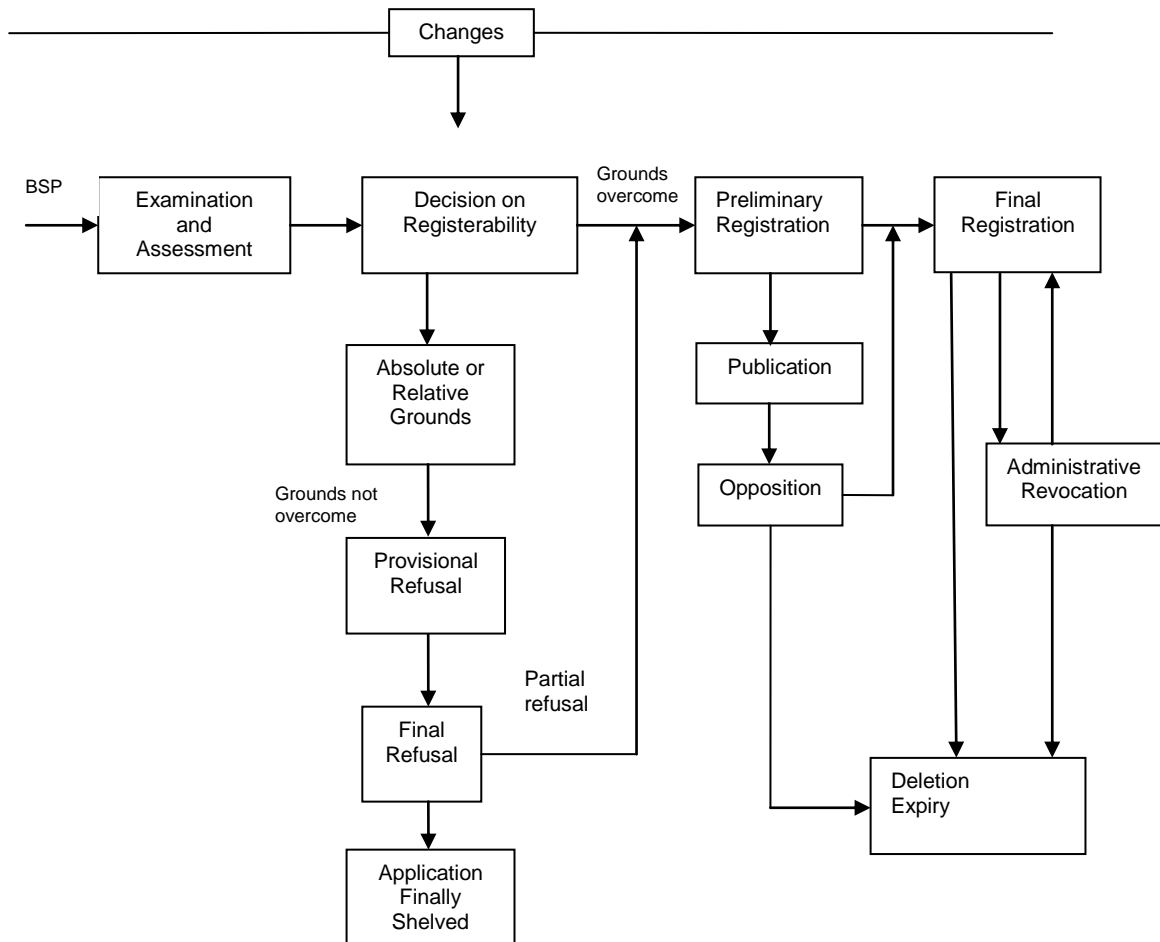 Changes
BSP
Examination
and
Assessment
Decision on
Registerability
Grounds
overcome
Preliminary
Registration
Final
Registration
Absolute or
Relative
Grounds
Publication
Grounds not
overcome
Opposition
Administrative
Revocation
Provisional
Refusal
Partial
refusal
Final
Refusal
Deletion
Expiry
Application
Finally
Shelved